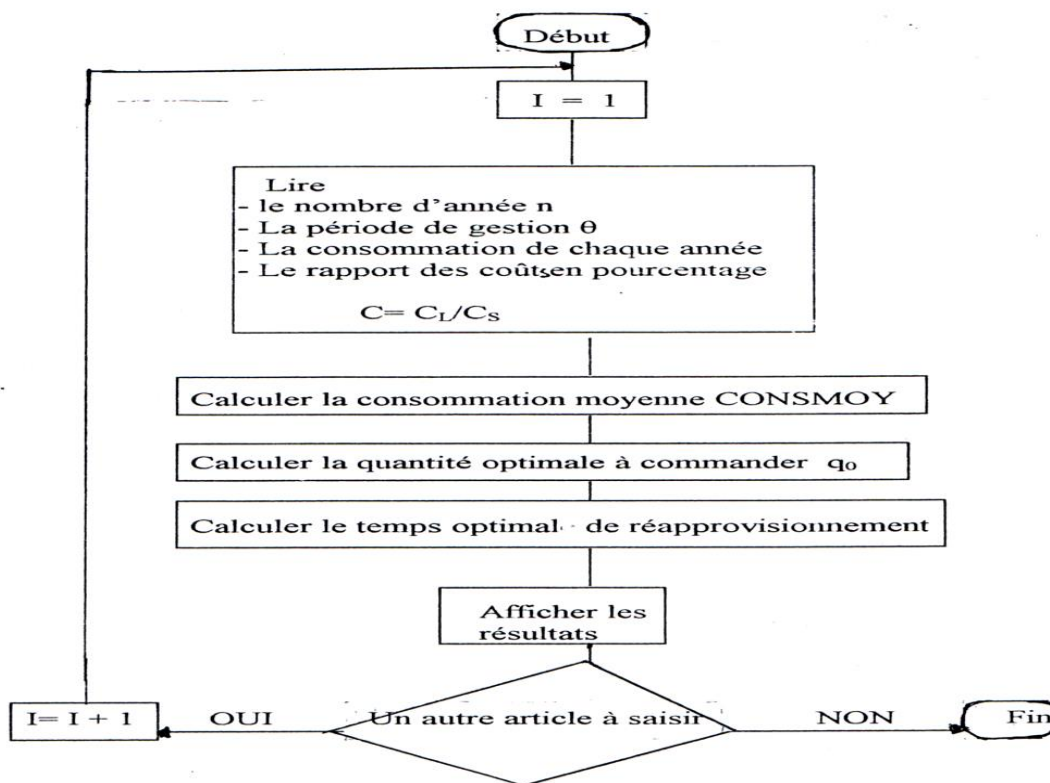 Début
I = 1
Lire
- le nombre d'année n
- La période de gestion θ
- La consommation de chaque année
- Le rapport des coûts en pourcentage
C= CL/CS
Calculer la consommation moyenne CONSMOY
Calculer la quantité optimale à commander q0
Calculer le temps optimal de réapprovisionnement
Afficher les
résultats
I= I + 1
OUI
Un autre article à saisir
NON
Fin